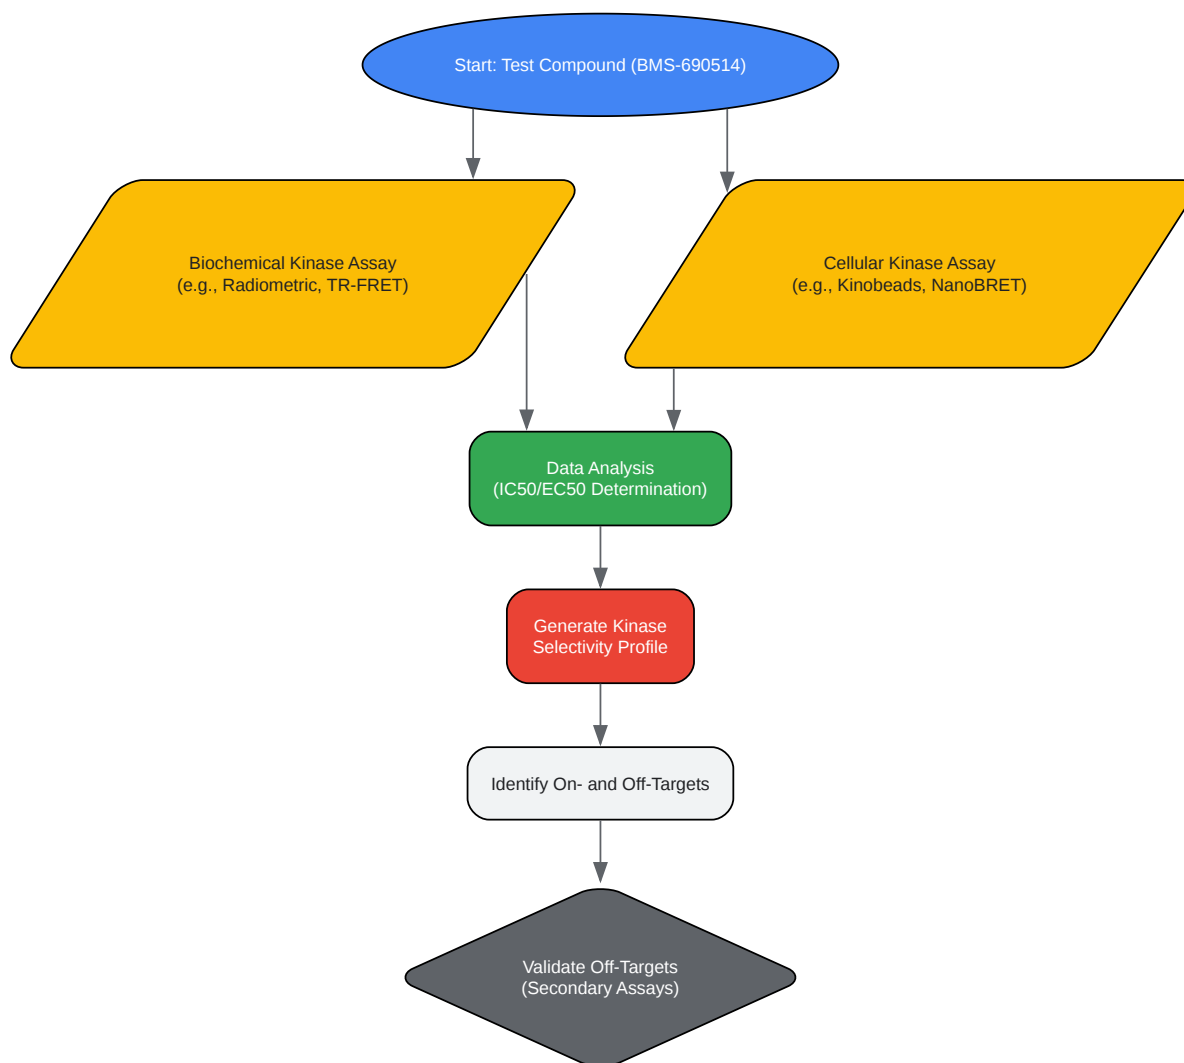 Start: Test Compound (BMS-690514)
Biochemical Kinase Assay
(e.g., Radiometric, TR-FRET)
Cellular Kinase Assay
(e.g., Kinobeads, NanoBRET)
Data Analysis
(IC50/EC50 Determination)
Generate Kinase
Selectivity Profile
Identify On- and Off-Targets
Validate Off-Targets
(Secondary Assays)